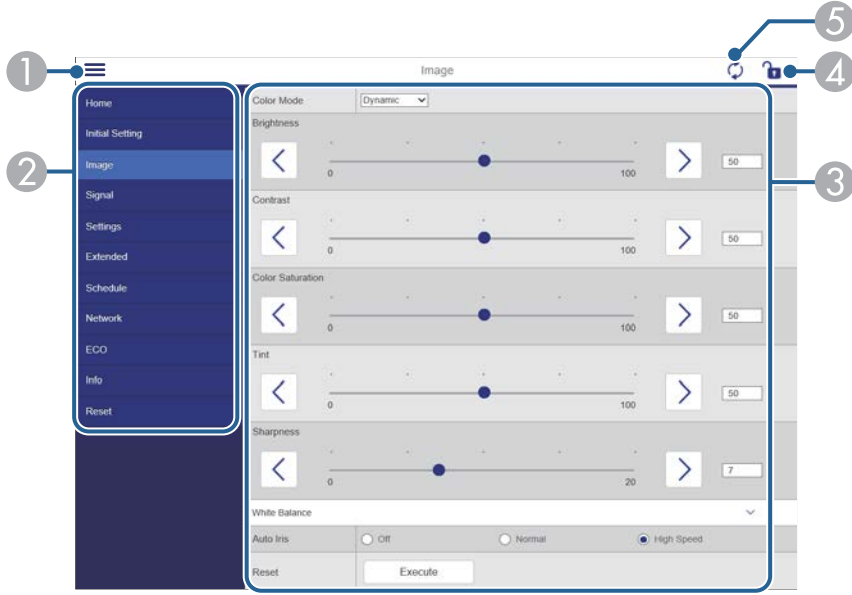 5
Image
1
4
Home
Initial Setting
Image
Signal
Settings
Extended
Schedule
Network
ECO
Info
Reset
2
Color Mode Dynamic
Brightness
0 100 50
3
Contrast
0 100 50
Color Saturation
0 100 50
Tint
0 100 50
Sharpness
0 20 7
White Balance
Auto Iris Off Normal High Speed
Reset Execute